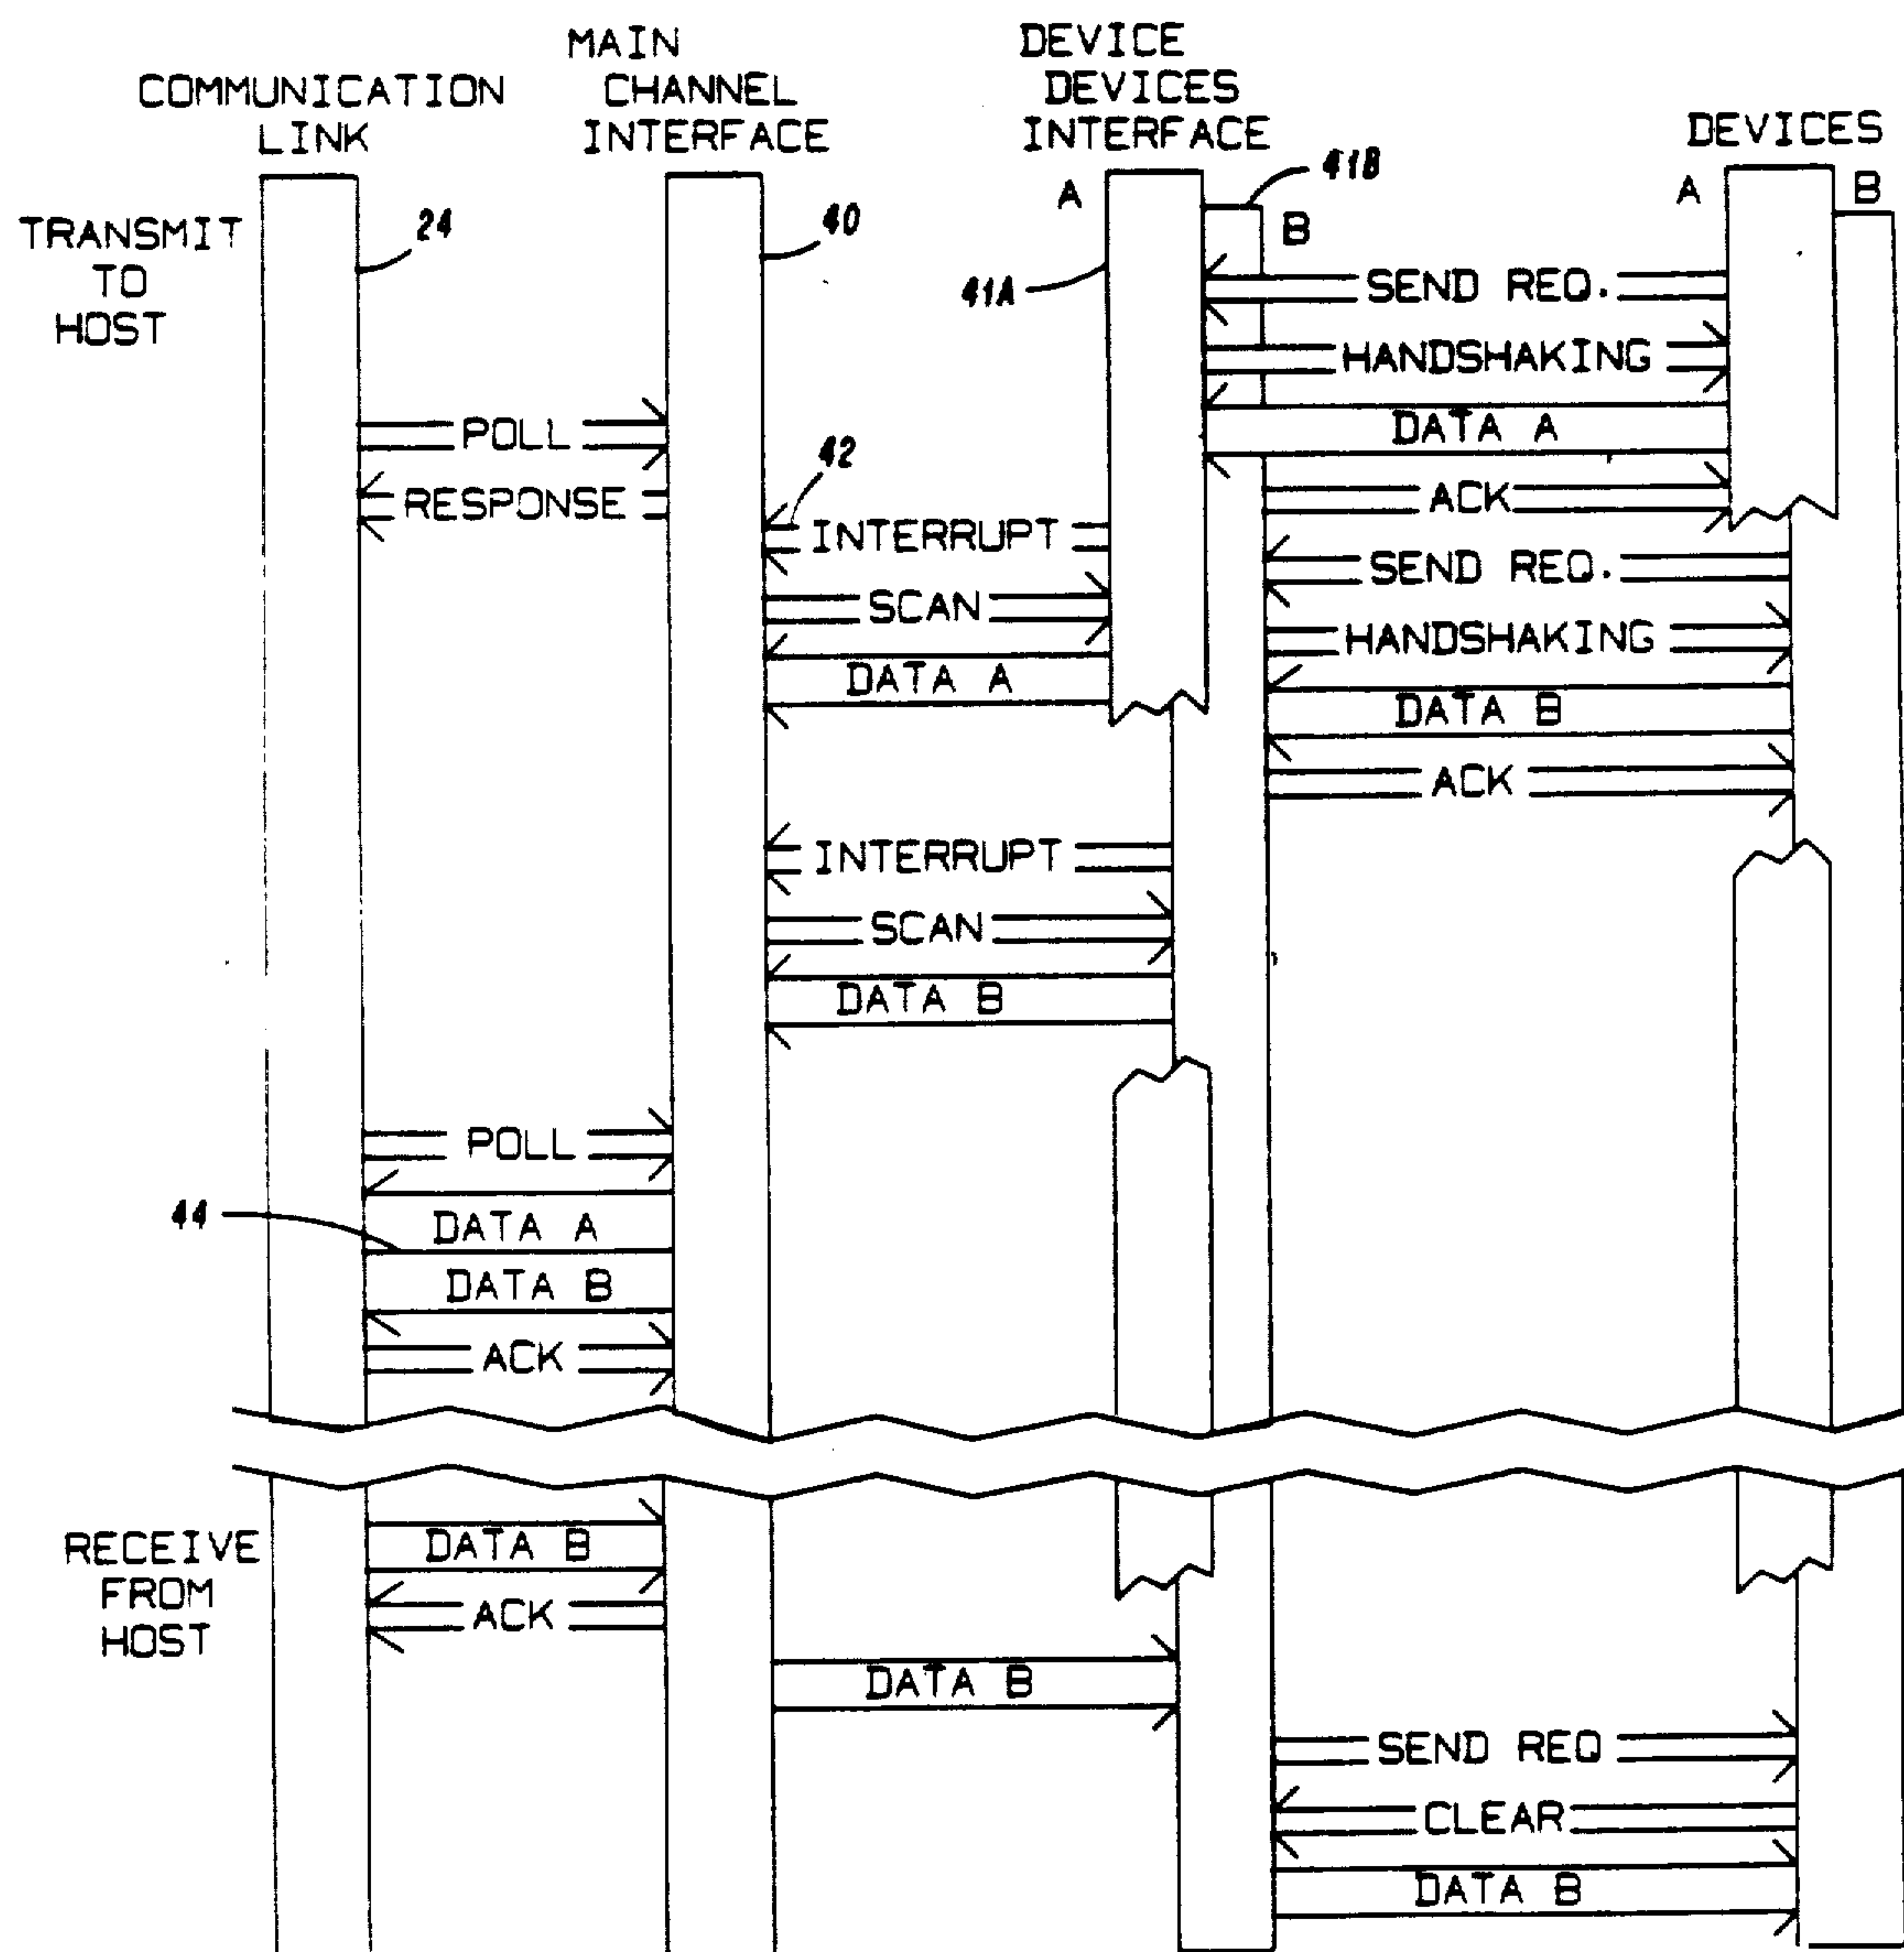 MAIN
DEVICE
COMMUNICATION
CHANNEL
DEVICES
LINK
INTERFACE
INTERFACE
DEVICES
A
41B
A
B
TRANSMIT
TO
HOST
24
40
B
41A
SEND REQ.
HANDSHAKING
POLL
DATA A
42
RESPONSE
ACK
INTERRUPT
SEND REQ.
SCAN
HANDSHAKING
DATA A
DATA B
ACK
INTERRUPT
SCAN
DATA B
POLL
44
DATA A
DATA B
ACK
RECEIVE
FROM
HOST
DATA B
ACK
DATA B
SEND REQ
CLEAR
DATA B